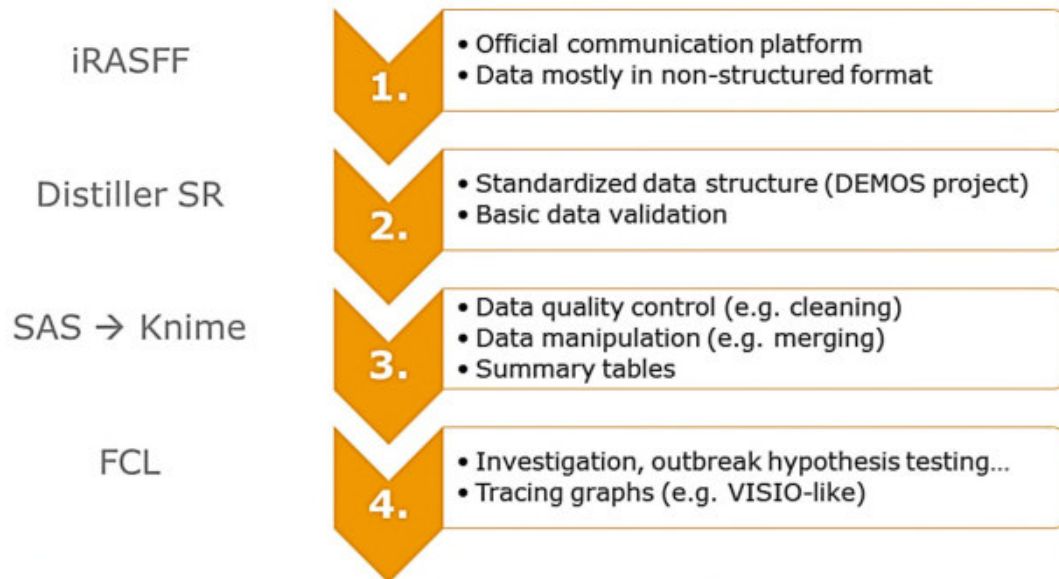 iRASFF
1.
• Official communication platform
• Data mostly in non-structured format
Distiller SR
2.
• Standardized data structure (DEMOS project)
• Basic data validation
SAS → Knime
3.
• Data quality control (e.g. cleaning)
• Data manipulation (e.g. merging)
• Summary tables
FCL
4.
• Investigation, outbreak hypothesis testing...
• Tracing graphs (e.g. VISIO-like)